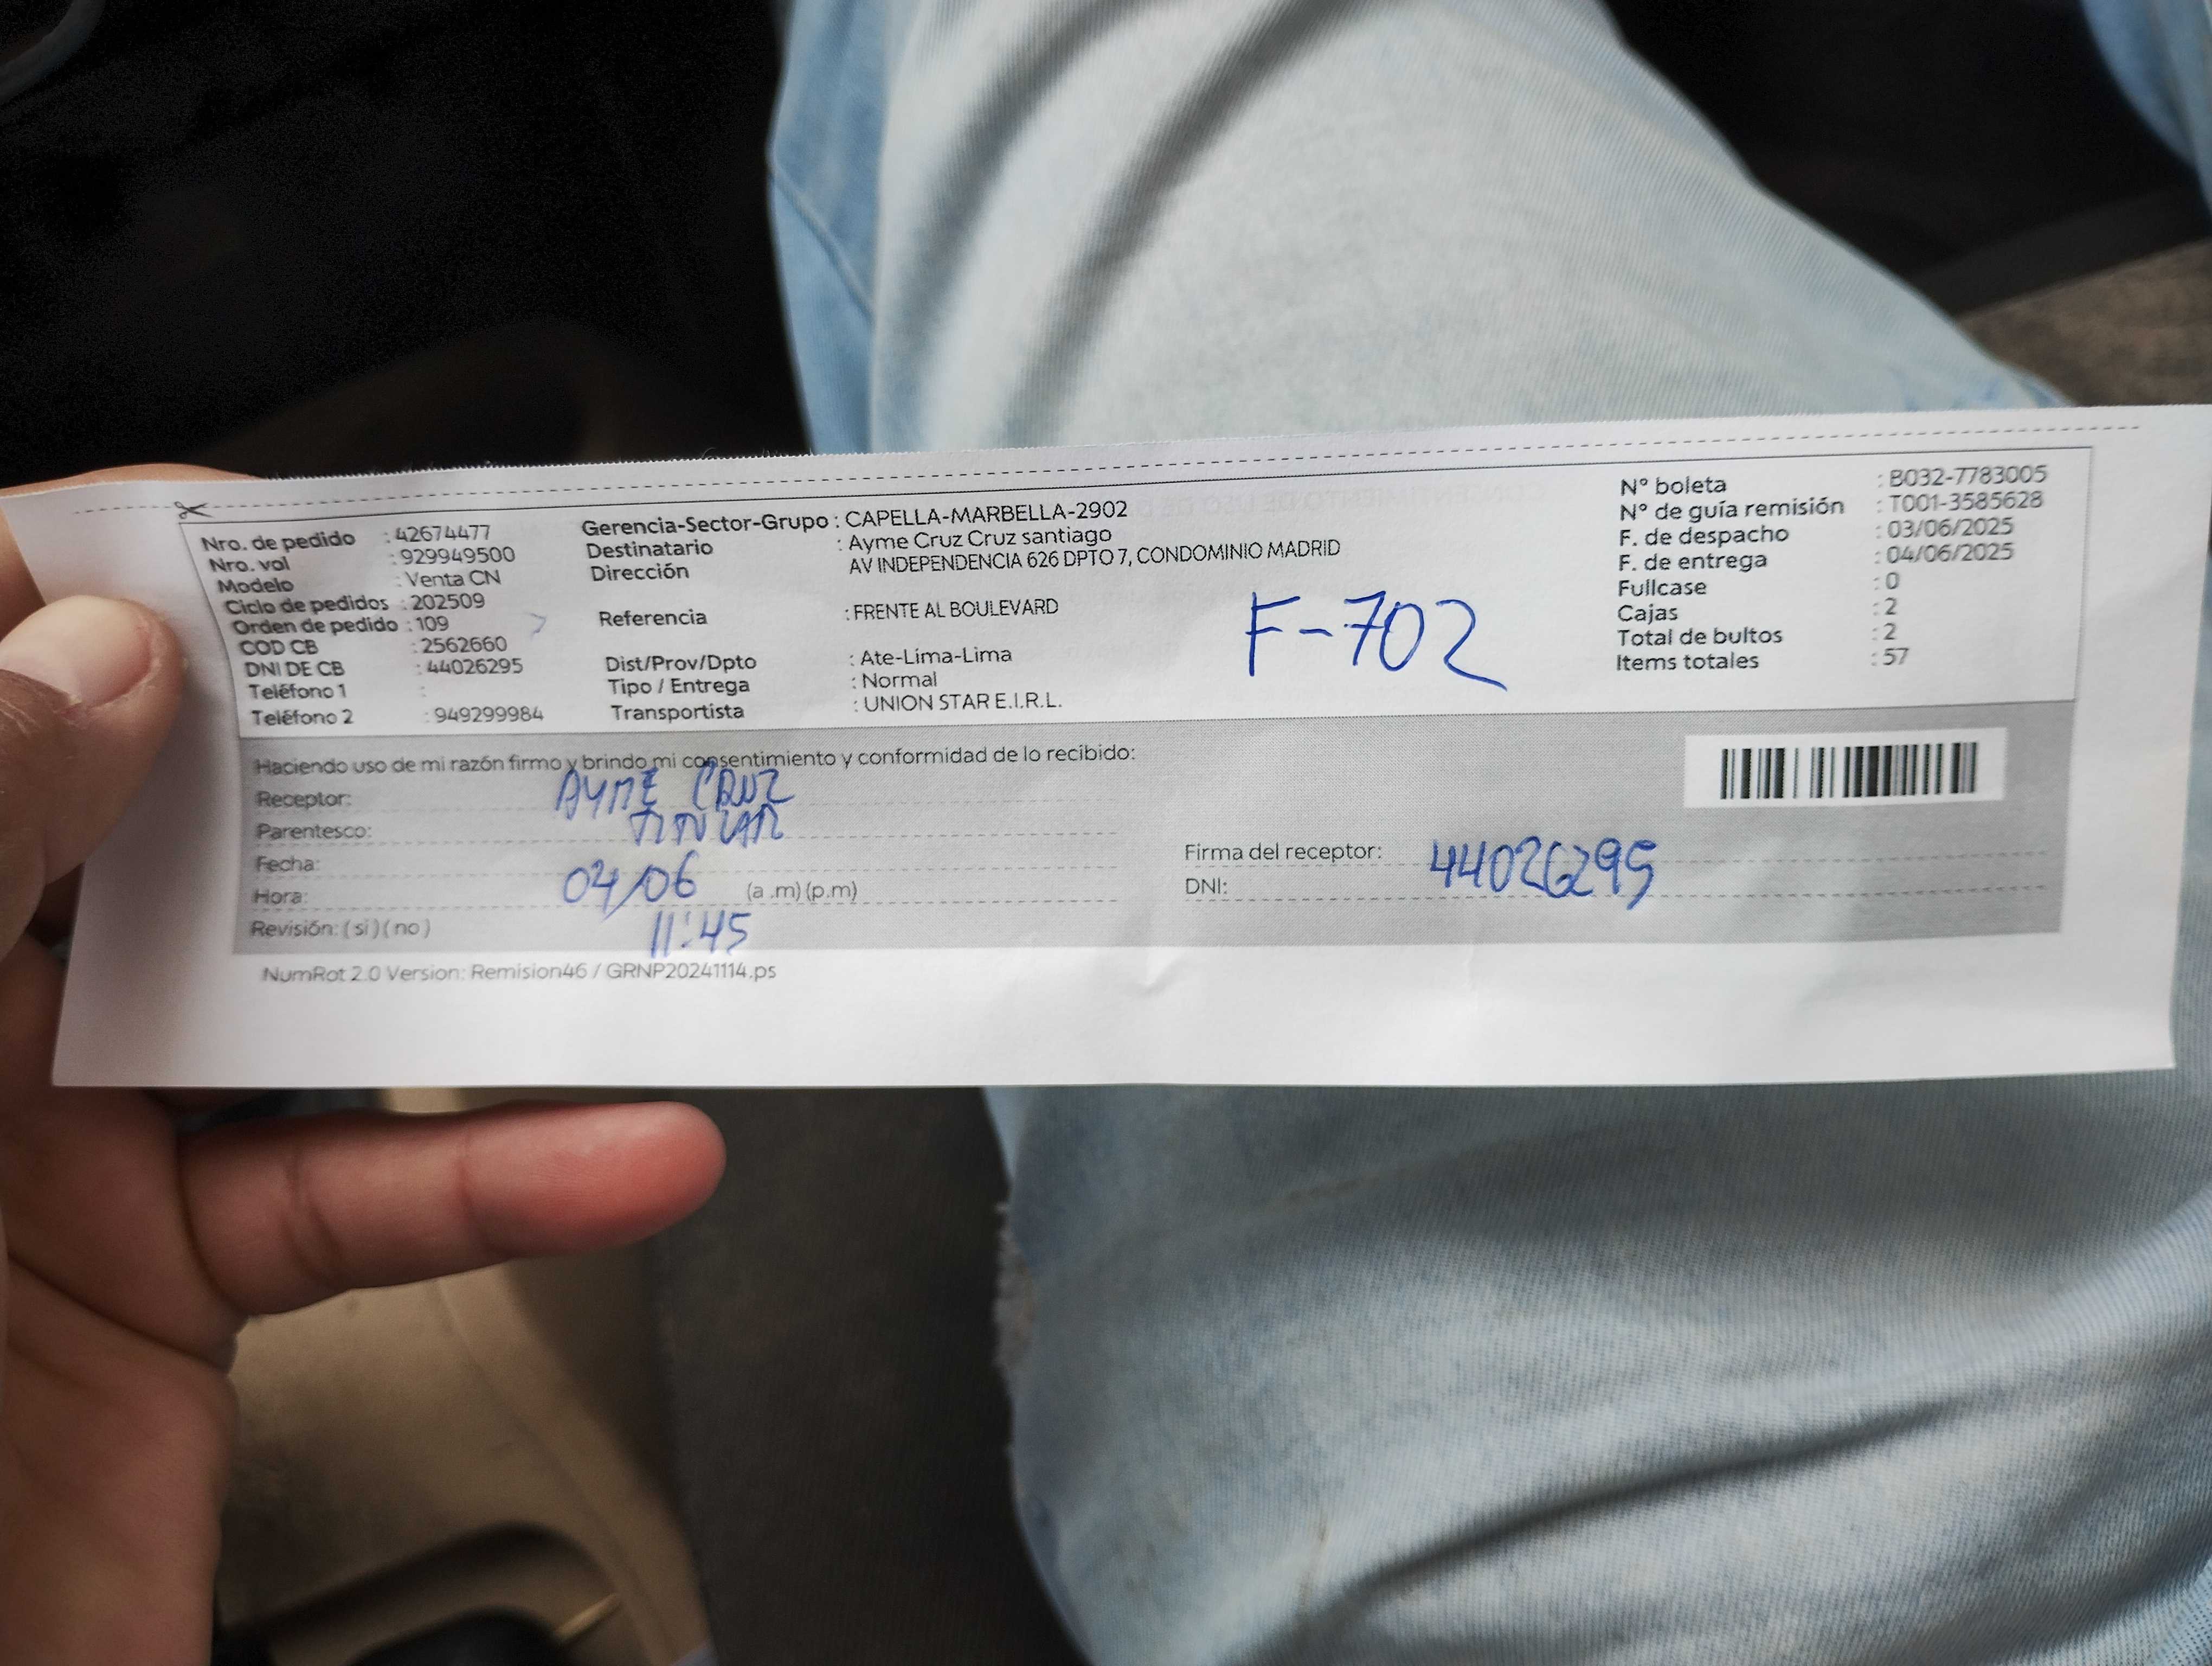 Nro. de pedido : 42674477
Nro. vol : 929949500
Modelo : Venta CN
Ciclo de pedidos : 202509
Orden de pedido : 109
COD CB : 2562660
DNI DE CB : 44026295
Teléfono 1 :
Teléfono 2 : 949299984
Gerencia-Sector-Grupo : CAPELLA-MARBELLA-2902
Destinatario : Ayme Cruz Cruz santiago
Dirección AV INDEPENDENCIA 626 DPTO 7, CONDOMINIO MADRID
Referencia : FRENTE AL BOULEVARD
Dist/Prov/Dpto : Ate-Lima-Lima
Tipo / Entrega : Normal
Transportista : UNION STAR E.I.R.L.
F-702
N° boleta : B032-7783005
N° de guía remisión : T001-3585628
F. de despacho : 03/06/2025
F. de entrega : 04/06/2025
Fullcase : 0
Cajas : 2
Total de bultos : 2
Items totales : 57
Haciendo uso de mi razón firmo y brindo mi consentimiento y conformidad de lo recibido:
Receptor: AYME CRUZ
Parentesco: TITULAR
Fecha: 04/06
Hora: (a .m) (p.m)
11:45
Revisión: ( si ) ( no )
Firma del receptor: 44026295
DNI:
NumRot 2.0 Version: Remision46 / GRNP20241114.ps